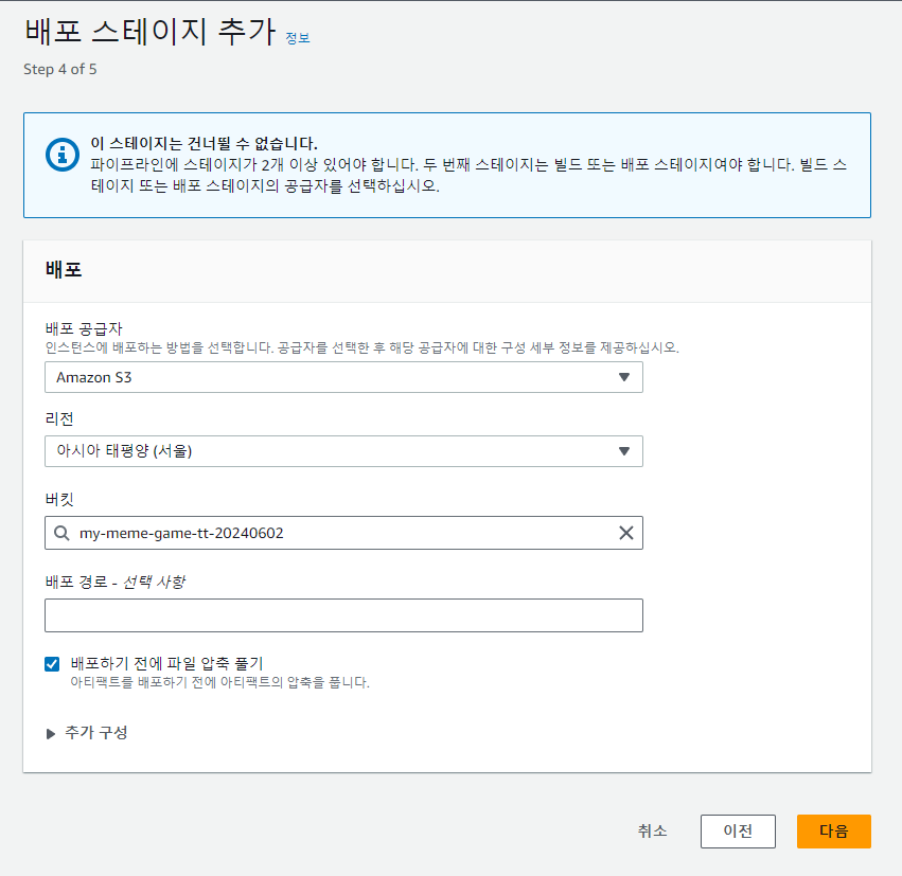 배포 스테이지 추가 정보
Step 4 of 5
이 스테이지는 건너뛸 수 없습니다.
파이프라인에 스테이지가 2개 이상 있어야 합니다. 두 번째 스테이지는 빌드 또는 배포 스테이지여야 합니다. 빌드 스
테이지 또는 배포 스테이지의 공급자를 선택하십시오.
배포
배포 공급자
인스턴스에 배포하는 방법을 선택합니다. 공급자를 선택한 후 해당 공급자에 대한 구성 세부 정보를 제공하십시오.
Amazon S3
리전
아시아 태평양 (서울)
버킷
my-meme-game-tt-20240602
배포 경로 - 선택 사항
배포하기 전에 파일 압축 풀기
아티팩트를 배포하기 전에 아티팩트의 압축을 풉니다.
추가 구성
취소 이전 다음